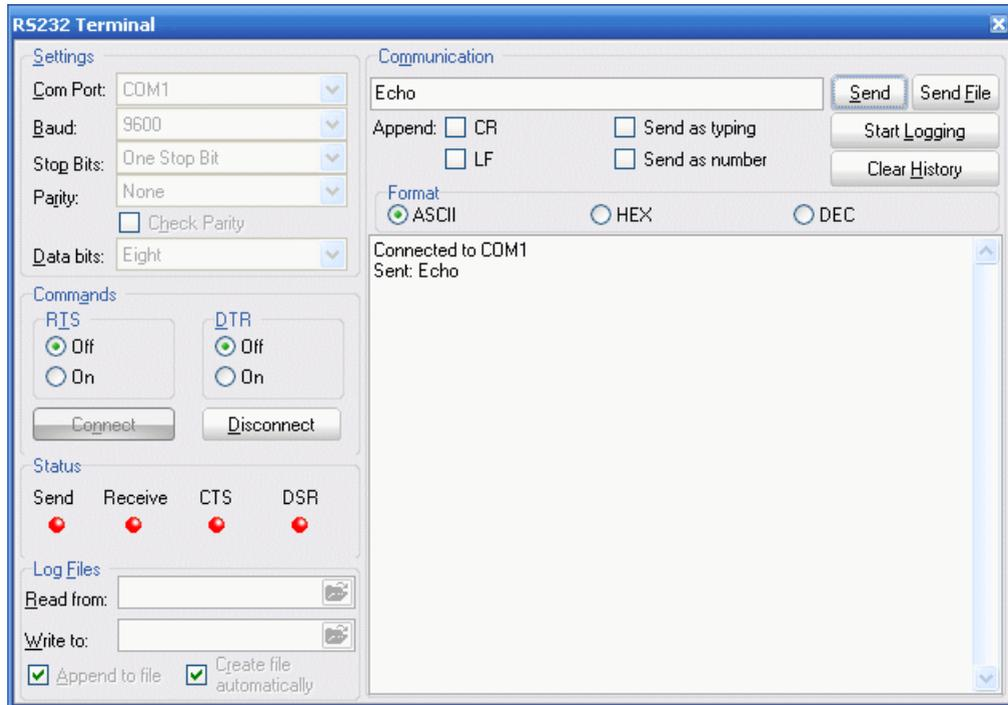 RS232 Terminal
Settings
Com Port: COM1
Baud: 9600
Stop Bits: One Stop Bit
Parity: None
Check Parity
Data bits: Eight
Commands
RTS
Off
On
DTR
Off
On
Connect
Disconnect
Status
Send Receive CTS DSR
Log Files
Read from:
Write to:
Append to file
Create file
automatically
Communication
Echo
Send
Send File
Append: CR
LF
Send as typing
Send as number
Start Logging
Clear History
Format
ASCII HEX DEC
Connected to COM1
Sent: Echo